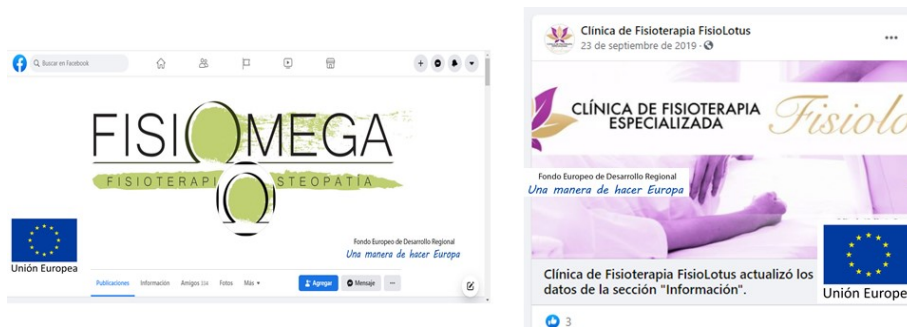 Buscar en Facebook
FISIOMEGA
FISIOTERAPI STEOPATÍA
Unión Europea
Fondo Europeo de Desarrollo Regional
Una manera de hacer Europa
Publicaciones Información Amigos Fotos Más
Agregar Mensaje
Clínica de Fisioterapia FisioLotus
23 de septiembre de 2019
CLÍNICA DE FISIOTERAPIA
ESPECIALIZADA
Fisiolo
Fondo Europeo de Desarrollo Regional
Una manera de hacer Europa
Clínica de Fisioterapia FisioLotus actualizó los
datos de la sección "Información".
Unión Europe
3